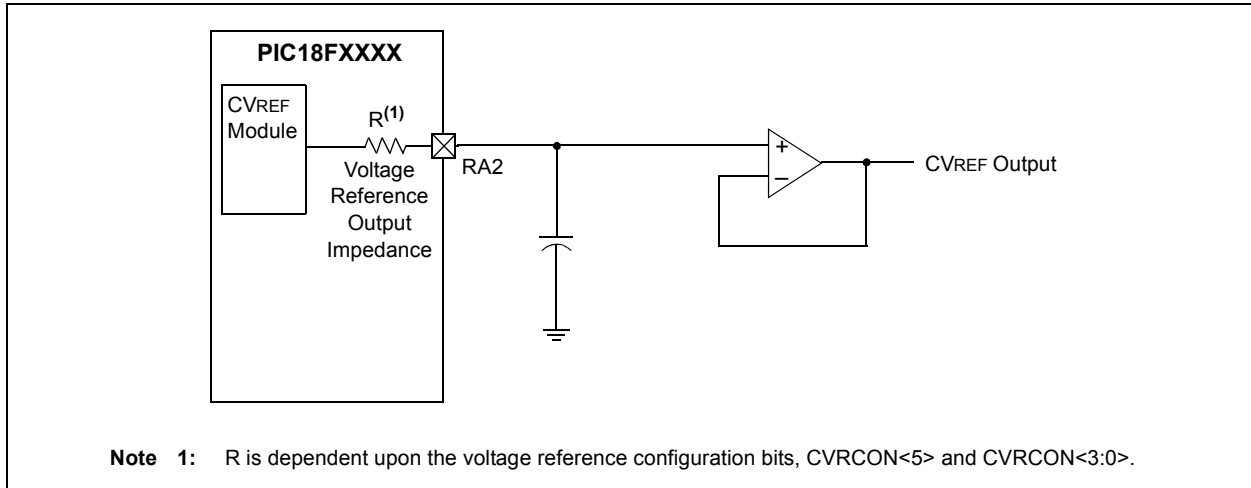 PIC18FXXXX
CVREF
Module
R(1)
Voltage
Reference
Output
Impedance
RA2
+
–
CVREF Output
Note 1: R is dependent upon the voltage reference configuration bits, CVRCON<5> and CVRCON<3:0>.